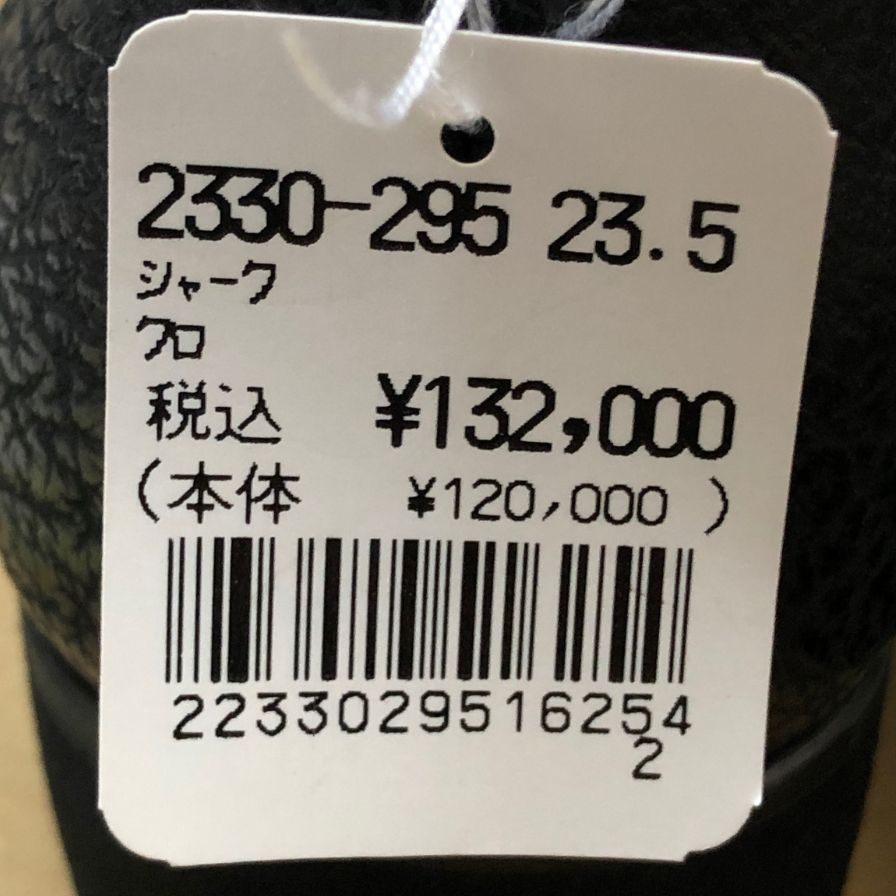 2330-295 23.5
シャーク
クロ
税込 ¥132,000
(本体 ¥120,000 )
2233029516254
2